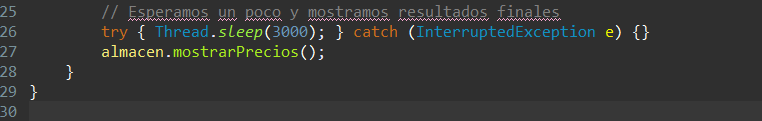 25 // Esperamos un poco y mostramos resultados finales
26 try { Thread.sleep(3000); } catch (InterruptedException e) {}
27 almacen.mostrarPrecios();
28 }
29 }
30